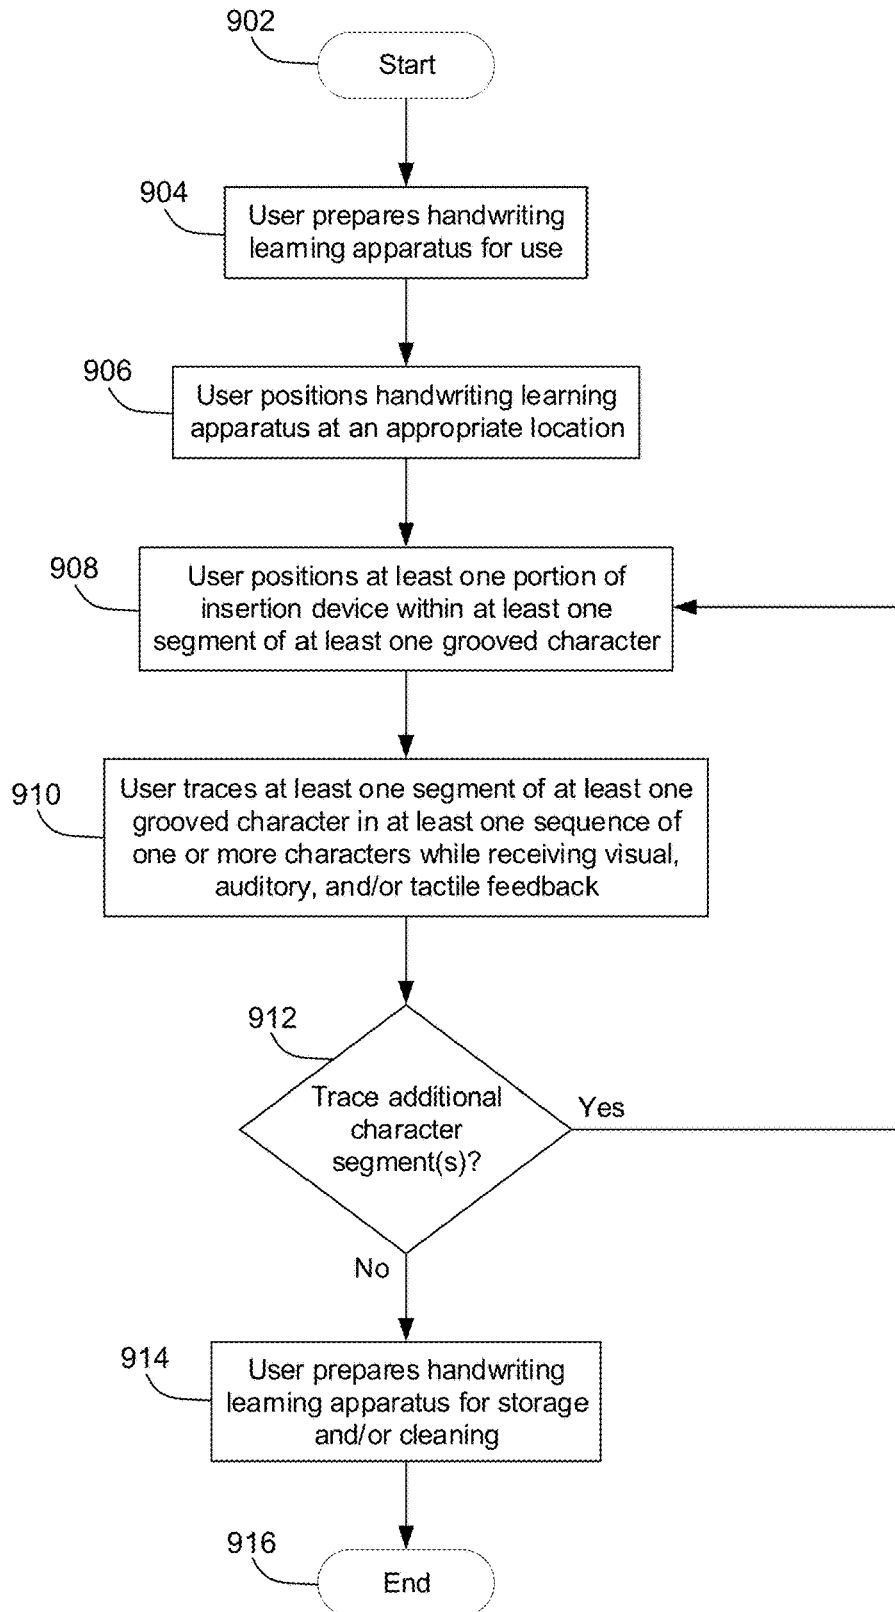 902
Start
904
User prepares handwriting
learning apparatus for use
906
User positions handwriting learning
apparatus at an appropriate location
908
User positions at least one portion of
insertion device within at least one
segment of at least one grooved character
910
User traces at least one segment of at least one
grooved character in at least one sequence of
one or more characters while receiving visual,
auditory, and/or tactile feedback
912
Trace additional
character
segment(s)?
Yes
No
914
User prepares handwriting
learning apparatus for storage
and/or cleaning
916
End